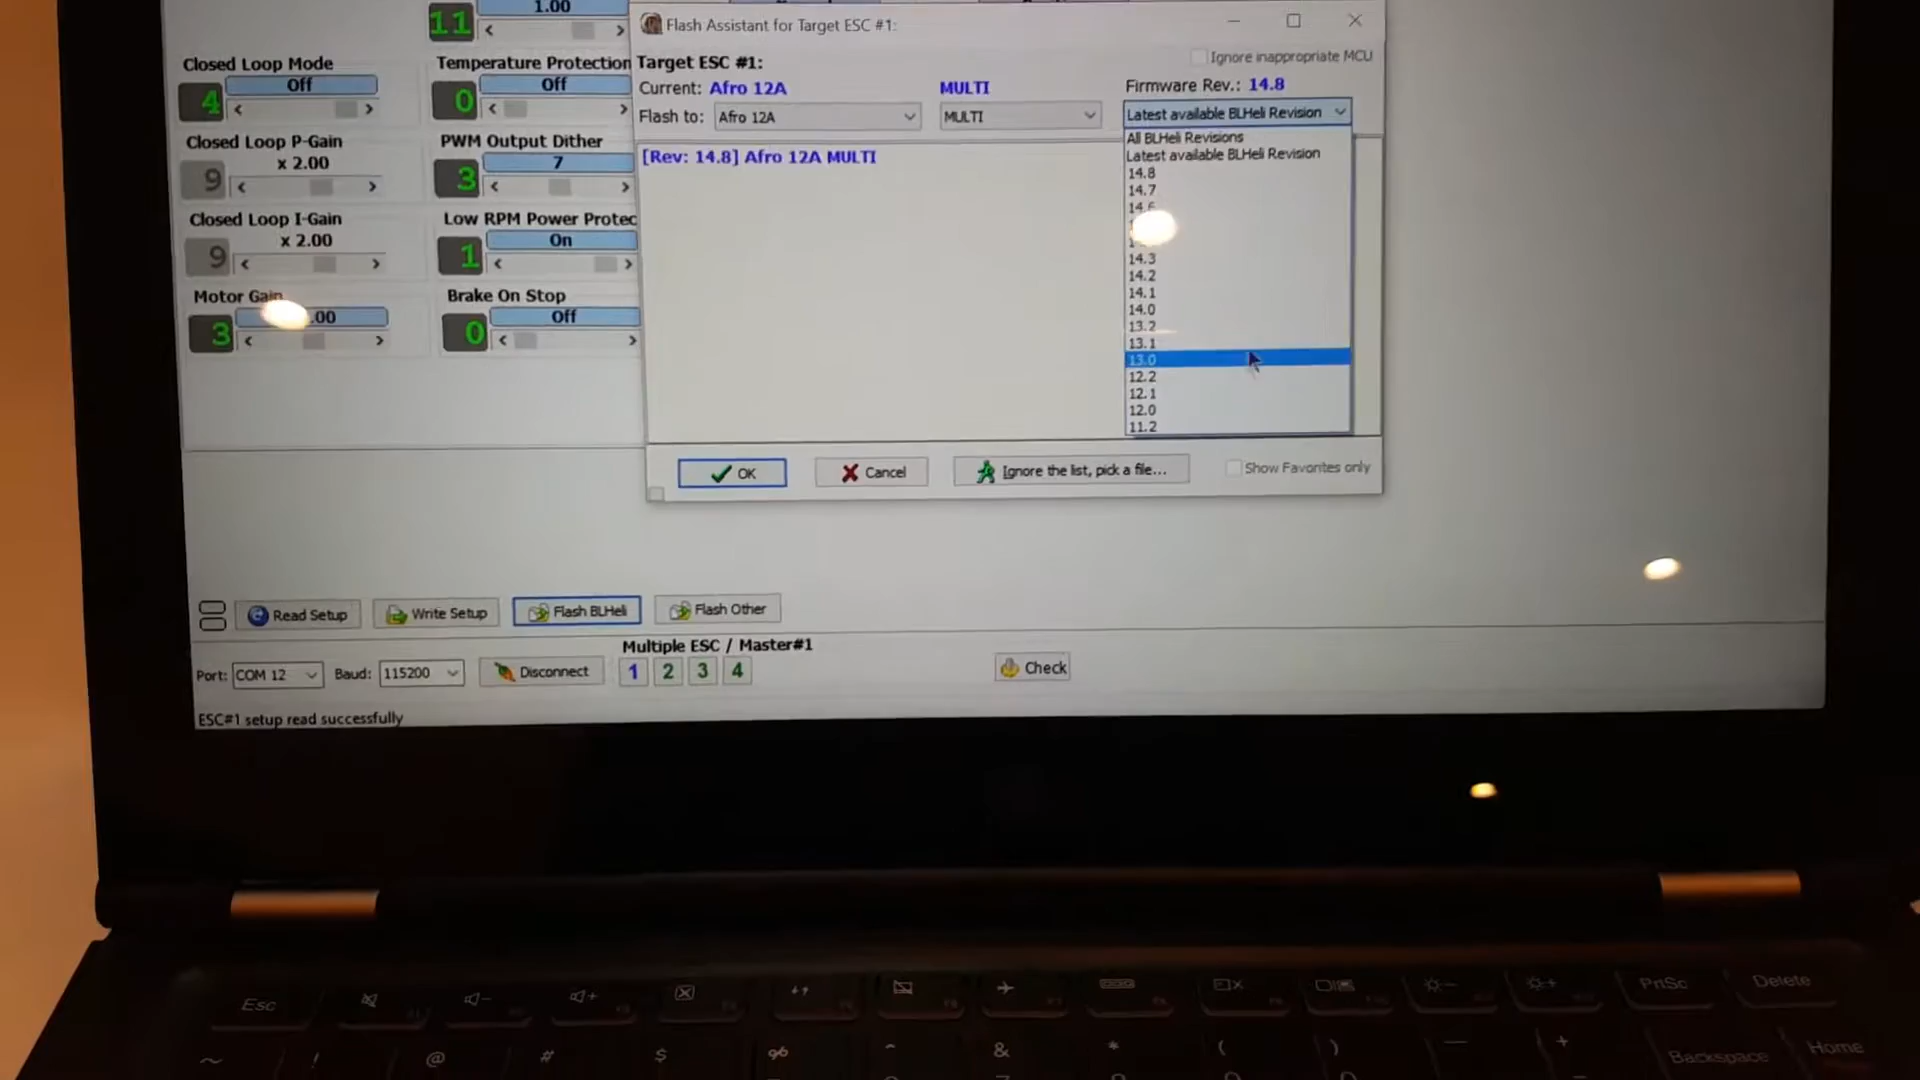 11
1.00
Closed Loop Mode
Off
4
Closed Loop P-Gain
x 2.00
9
Closed Loop I-Gain
x 2.00
9
Motor Gain
.00
3
Temperature Protection
Off
0
PWM Output Dither
7
3
Low RPM Power Protec
On
1
Brake On Stop
Off
0
Flash Assistant for Target ESC #1:
Target ESC #1:
Ignore inappropriate MCU
Current: Afro 12A MULTI Firmware Rev.: 14.8
Flash to: Afro 12A MULTI Latest available BLHeli Revision
[Rev: 14.8] Afro 12A MULTI
All BLHeli Revisions
Latest available BLHeli Revision
14.8
14.7
14.6
14.3
14.2
14.1
14.0
13.2
13.1
13.0
12.2
12.1
12.0
11.2
OK Cancel Ignore the list, pick a file... Show Favorites only
Read Setup Write Setup Flash BLHeli Flash Other
Multiple ESC / Master#1
Port: COM 12 Baud: 115200 Disconnect 1 2 3 4 Check
ESC#1 setup read successfully
Esc PrtSc Delete
~ ! @ # $ % ^ & * ( ) — + Backspace Home